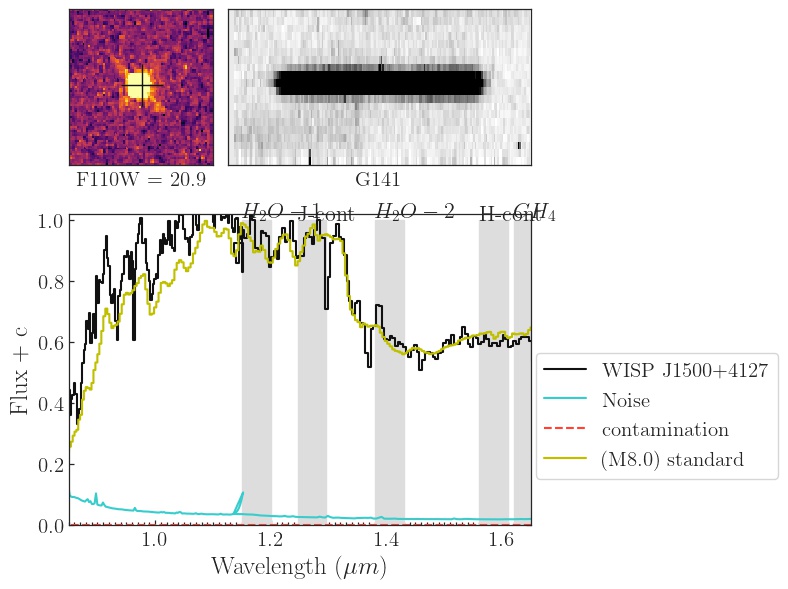 F110W = 20.9
G141
H₂O − 1
J-cont
H₂O − 2
H-cont
CH₄
1.0
0.8
0.6
0.4
0.2
0.0
Flux + c
1.0
1.2
1.4
1.6
Wavelength (μm)
WISP J1500+4127
Noise
contamination
(M8.0) standard